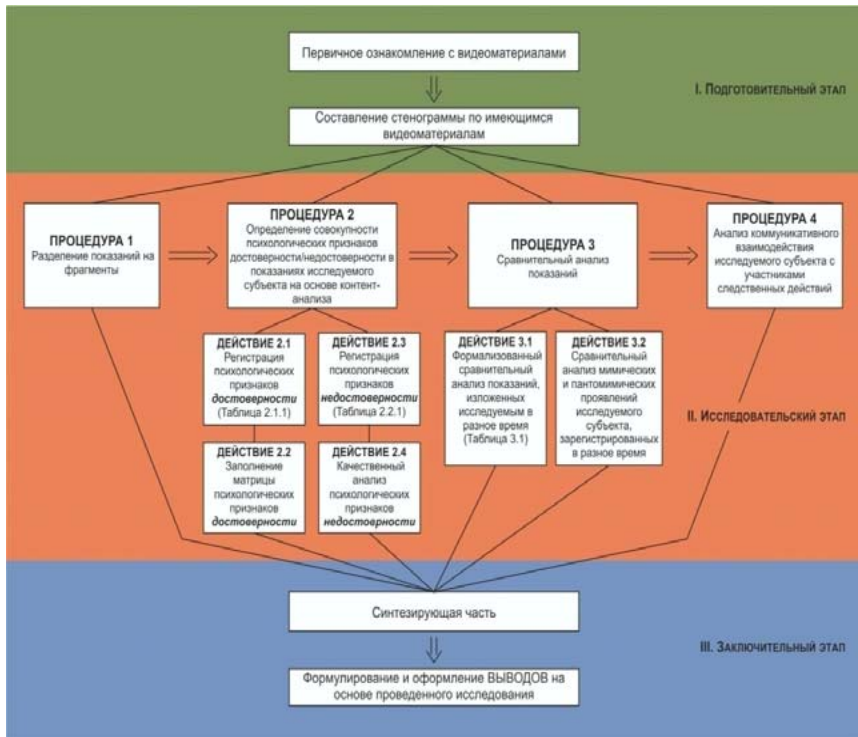 Первичное ознакомление с видеоматериалами
I. Подготовительный этап
Составление стенограммы по имеющимся
видеоматериалам
ПРОЦЕДУРА 1
Разделение показаний на
фрагменты
ПРОЦЕДУРА 2
Определение совокупности
психологических признаков
достоверности/недостоверности в
показаниях исследуемого
субъекта на основе контент-
анализа
ПРОЦЕДУРА 3
Сравнительный анализ
показаний
ПРОЦЕДУРА 4
Анализ коммуникативного
взаимодействия
исследуемого субъекта с
участниками
следственных действий
ДЕЙСТВИЕ 2.1
Регистрация
психологических
признаков
достоверности
(Таблица 2.1.1)
ДЕЙСТВИЕ 2.3
Регистрация
психологических
признаков
недостоверности
(Таблица 2.2.1)
ДЕЙСТВИЕ 3.1
Формализованный
сравнительный
анализ показаний,
изложенных
исследуемым в
разное время
(Таблица 3.1)
ДЕЙСТВИЕ 3.2
Сравнительный
анализ мимических
и пантомимических
проявлений
исследуемого
субъекта,
зарегистрированных
в разное время
II. Исследовательский этап
ДЕЙСТВИЕ 2.2
Заполнение
матрицы
психологических
признаков
достоверности
ДЕЙСТВИЕ 2.4
Качественный
анализ
психологических
признаков
недостоврности
Синтезирующая часть
III. Заключительный этап
Формулирование и оформление ВЫВОДОВ на
основе проведенного исследования